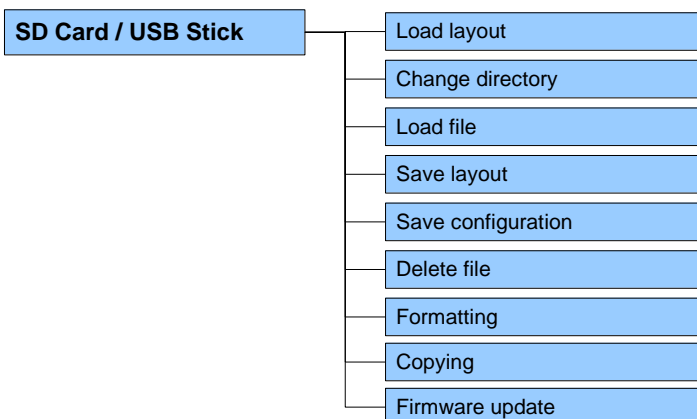 SD Card / USB Stick
Load layout
Change directory
Load file
Save layout
Save configuration
Delete file
Formatting
Copying
Firmware update